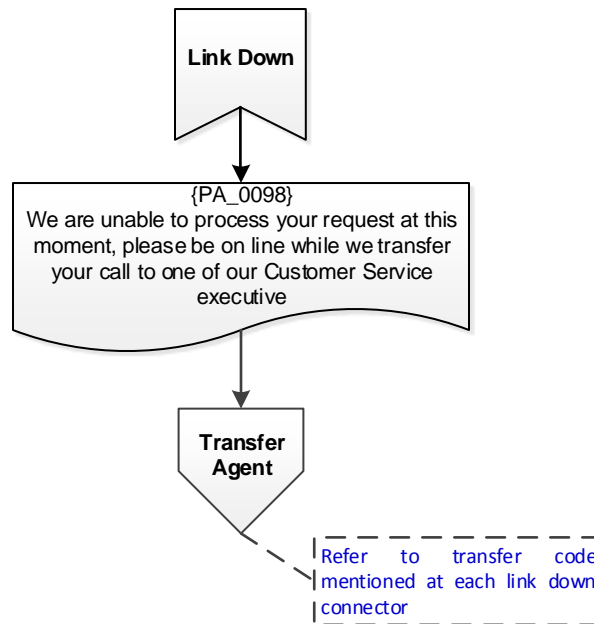 Link Down
{PA_0098}
We are unable to process your request at this
moment, please be on line while we transfer
your call to one of our Customer Service
executive
Transfer
Agent
Refer to transfer code
mentioned at each link down
connector